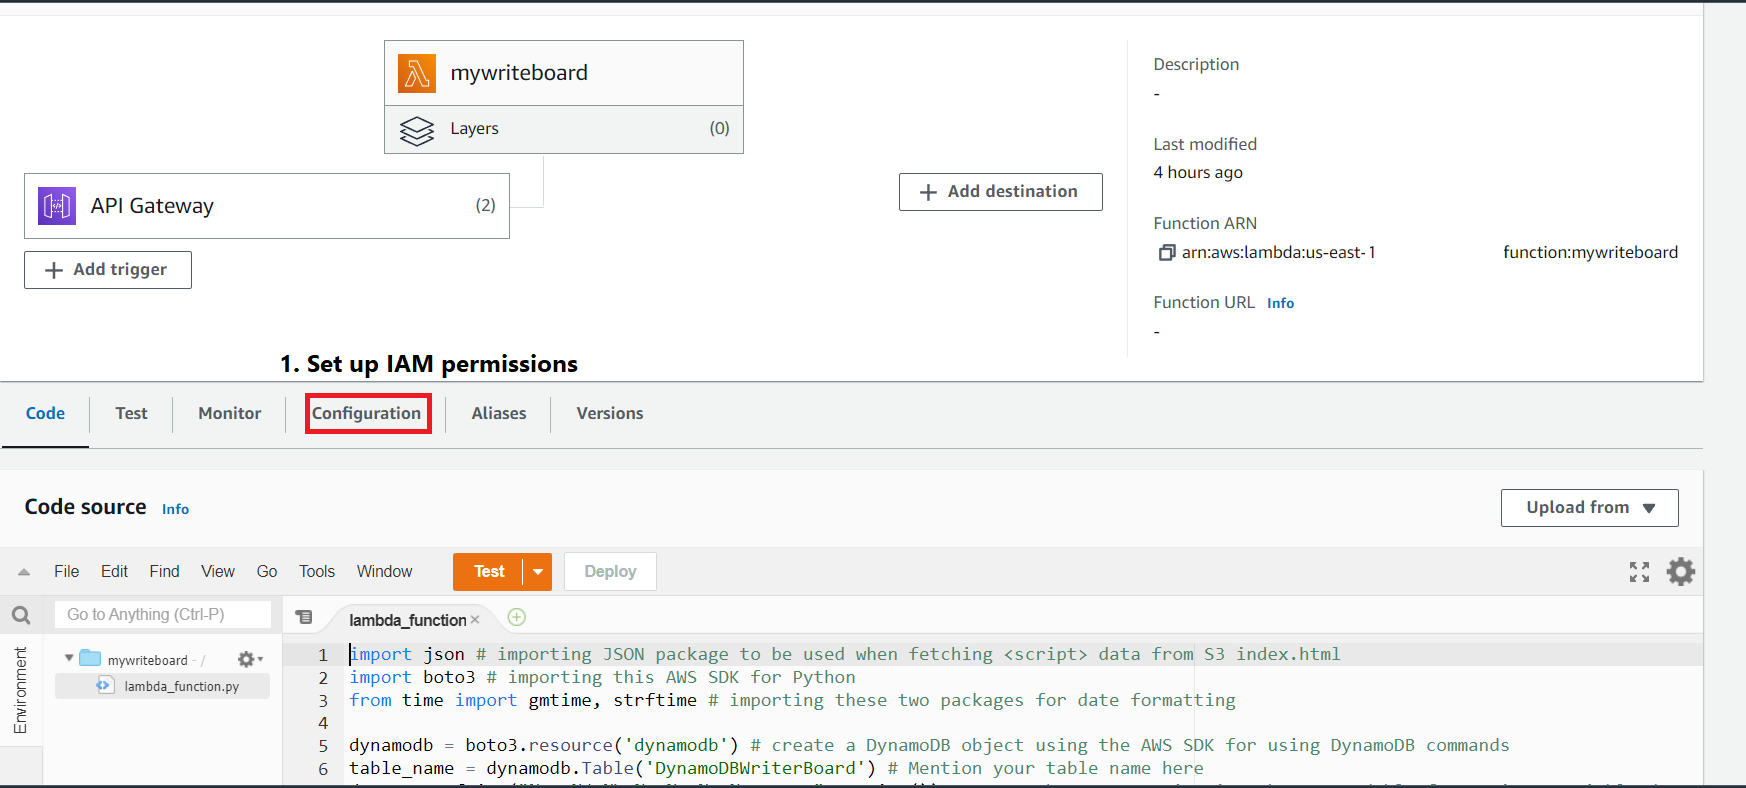 mywriteboard
Layers (0)
API Gateway (2)
+ Add trigger
+ Add destination
Description
-
Last modified
4 hours ago
Function ARN
arn:aws:lambda:us-east-1 function:mywriteboard
Function URL Info
-
1. Set up IAM permissions
Code Test Monitor Configuration Aliases Versions
Code source Info
Upload from
File Edit Find View Go Tools Window Test Deploy
Go to Anything (Ctrl-P)
lambda_function
Environment
mywriteboard - /
lambda_function.py
1 import json # importing JSON package to be used when fetching <script> data from S3 index.html
2 import boto3 # importing this AWS SDK for Python
3 from time import gmtime, strftime # importing these two packages for date formatting
4
5 dynamodb = boto3.resource('dynamodb') # create a DynamoDB object using the AWS SDK for using DynamoDB commands
6 table_name = dynamodb.Table('DynamoDBWriterBoard') # Mention your table name here